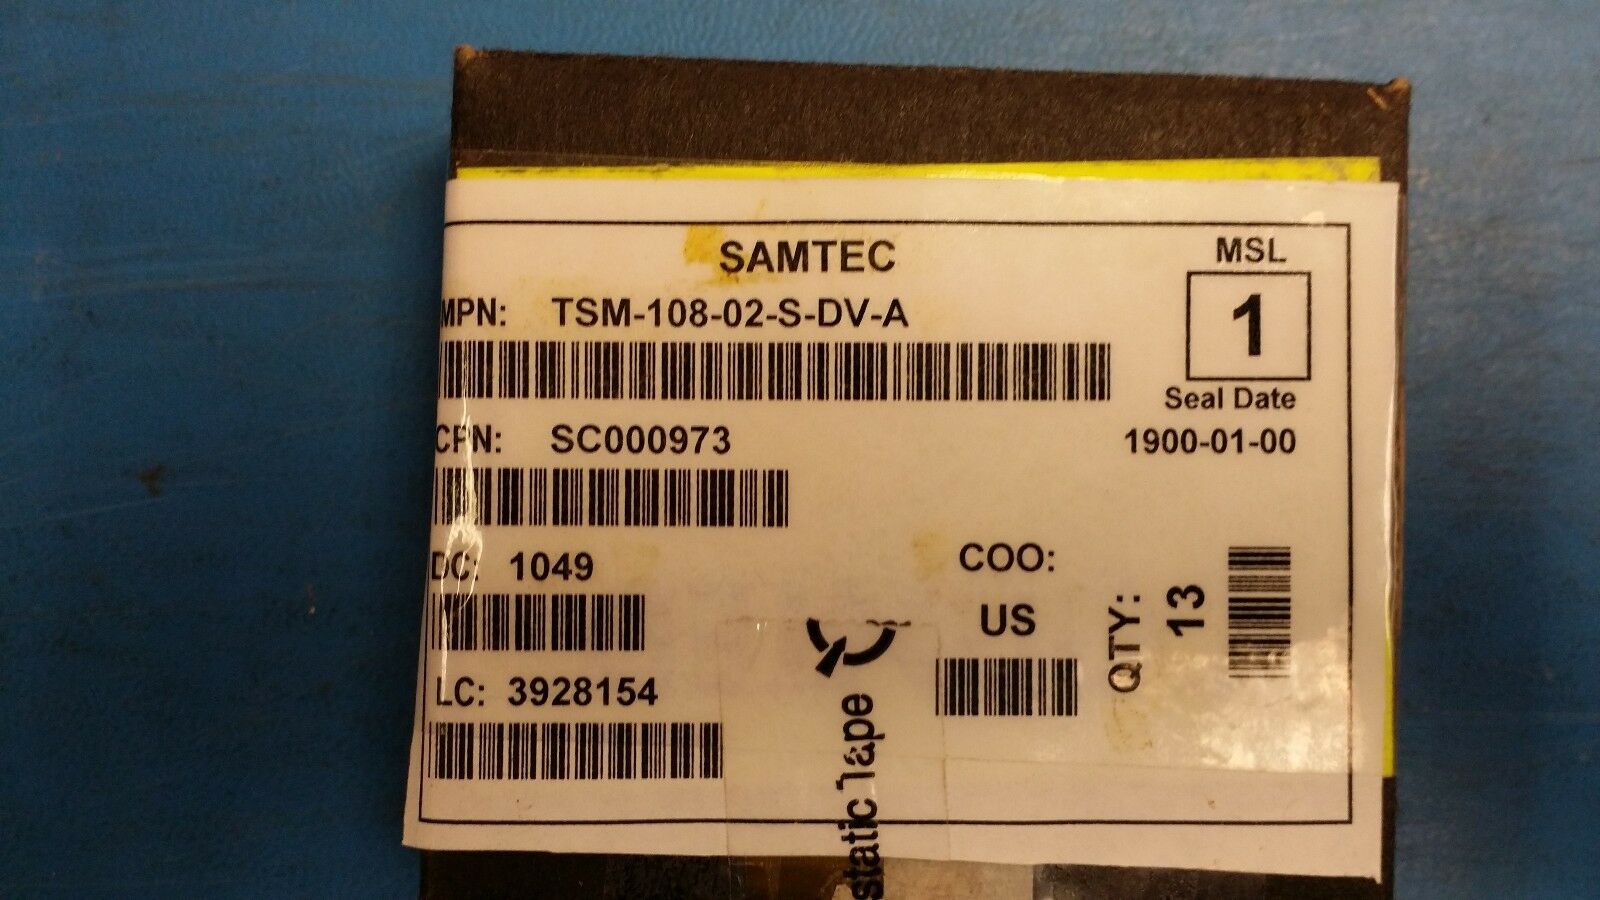 SAMTEC
MSL
1
MPN: TSM-108-02-S-DV-A
Seal Date
1900-01-00
CPN: SC000973
DC: 1049
COO:
US
QTY: 13
LC: 3928154
static Tape